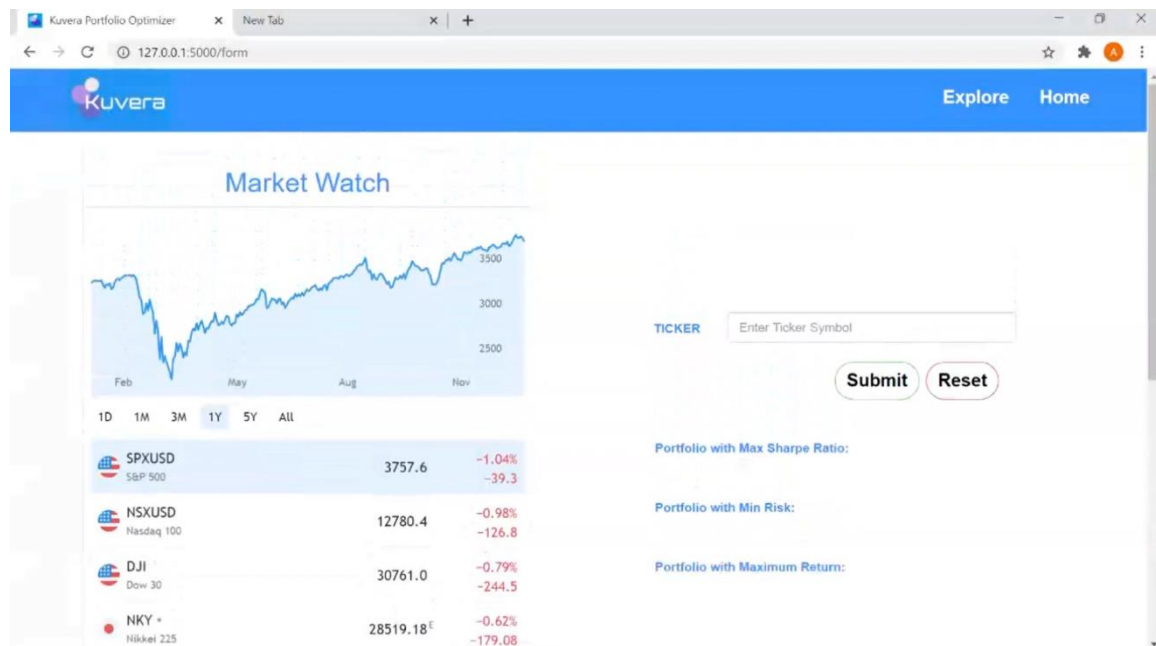 Kuvera Portfolio Optimizer
New Tab
127.0.0.1:5000/form
A
Kuvera
Explore Home
Market Watch
3500
3000
2500
Feb May Aug Nov
1D 1M 3M 1Y 5Y All
SPXUSD
S&P 500
3757.6
−1.04%
−39.3
NSXUSD
Nasdaq 100
12780.4
−0.98%
−126.8
DJI
Dow 30
30761.0
−0.79%
−244.5
NKY
Nikkei 225
28519.18 E
−0.62%
−179.08
TICKER Enter Ticker Symbol
Submit Reset
Portfolio with Max Sharpe Ratio:
Portfolio with Min Risk:
Portfolio with Maximum Return: